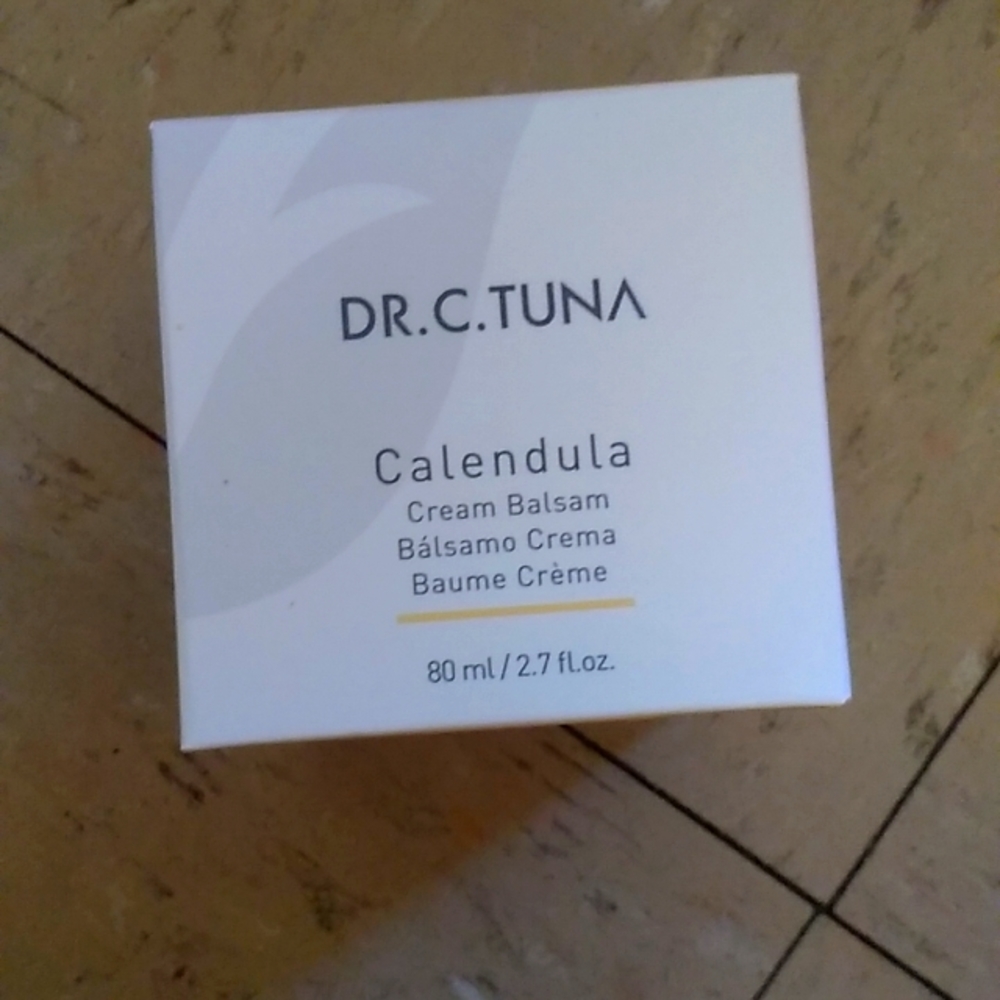 DR.C.TUNA
Calendula
Cream Balsam
Bálsamo Crema
Baume Crème
80 ml / 2.7 fl.oz.